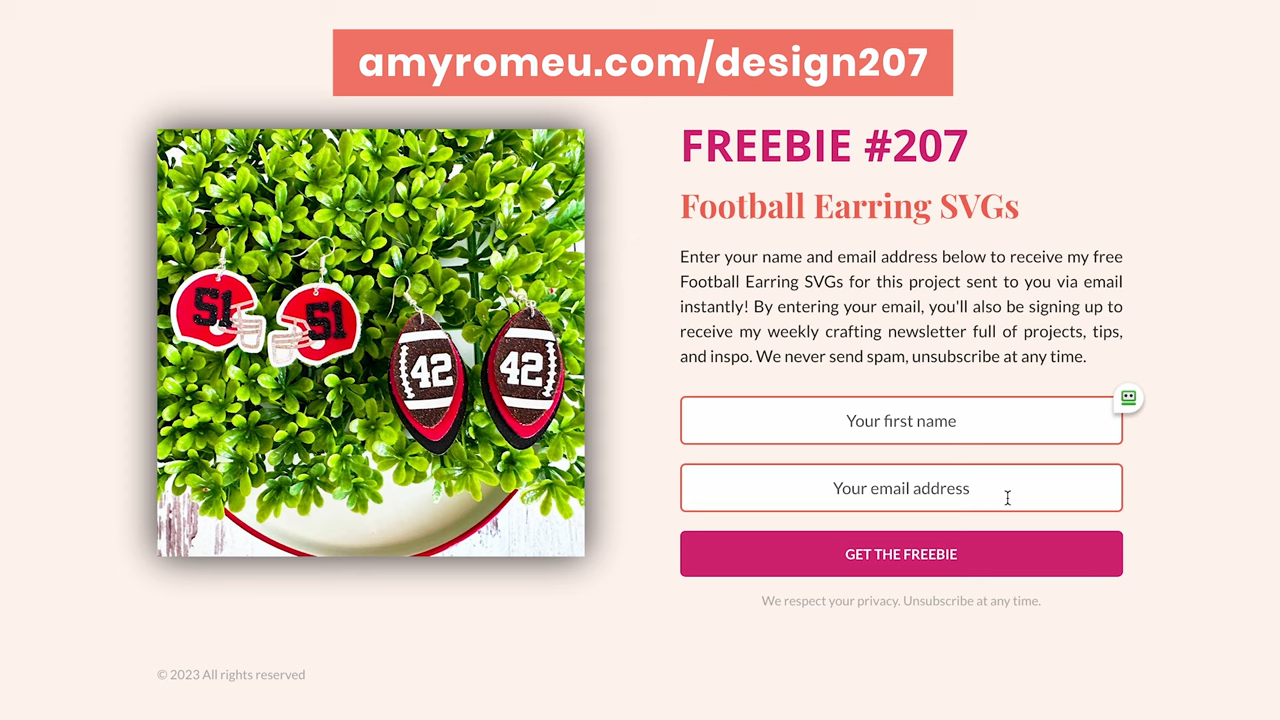 amyromeu.com/design207
FREEBIE #207
Football Earring SVGs
Enter your name and email address below to receive my free
Football Earring SVGs for this project sent to you via email
instantly! By entering your email, you'll also be signing up to
receive my weekly crafting newsletter full of projects, tips,
and inspo. We never send spam, unsubscribe at any time.
51
51
42
42
Your first name
Your email address
GET THE FREEBIE
We respect your privacy. Unsubscribe at any time.
© 2023 All rights reserved